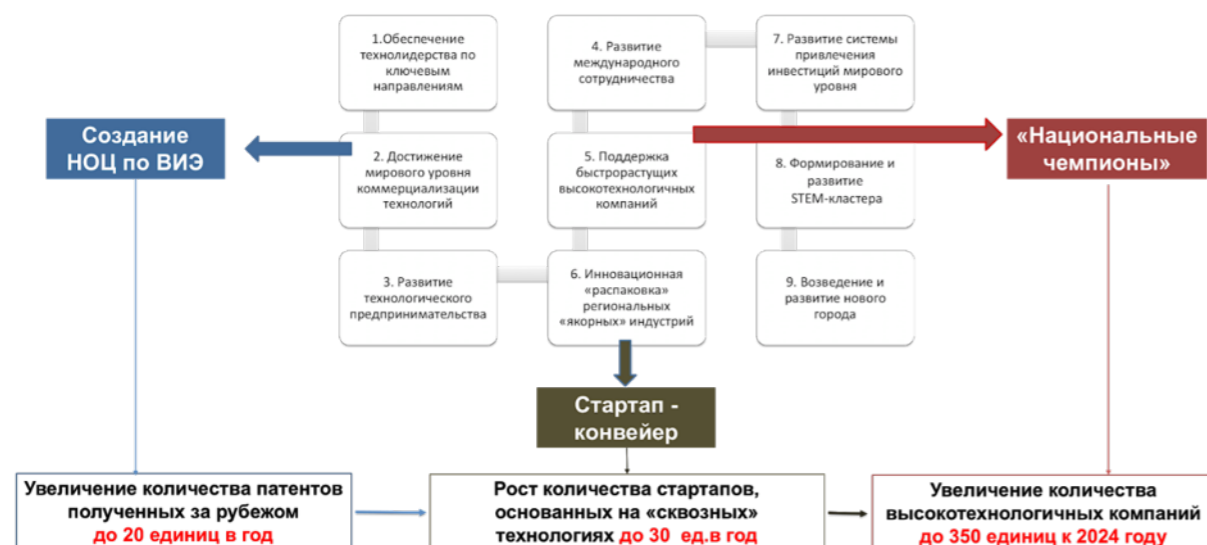 1.Обеспечение
технолидерства по
ключевым
направлениям
2. Достижение
мирового уровня
коммерциализации
технологий
3. Развитие
технологического
предпринимательства
4. Развитие
международного
сотрудничества
5. Поддержка
быстрорастущих
высокотехнологичных
компаний
6. Инновационная
«распаковка»
региональных
«якорных» индустрий
7. Развитие системы
привлечения
инвестиций мирового
уровня
8. Формирование и
развитие
STEM-кластера
9. Возведение и
развитие нового
города
Создание
НОЦ по ВИЭ
«Национальные
чемпионы»
Стартап -
конвейер
Увеличение количества патентов
полученных за рубежом
до 20 единиц в год
Рост количества стартапов,
основанных на «сквозных»
технологиях до 30 ед.в год
Увеличение количества
высокотехнологичных компаний
до 350 единиц к 2024 году